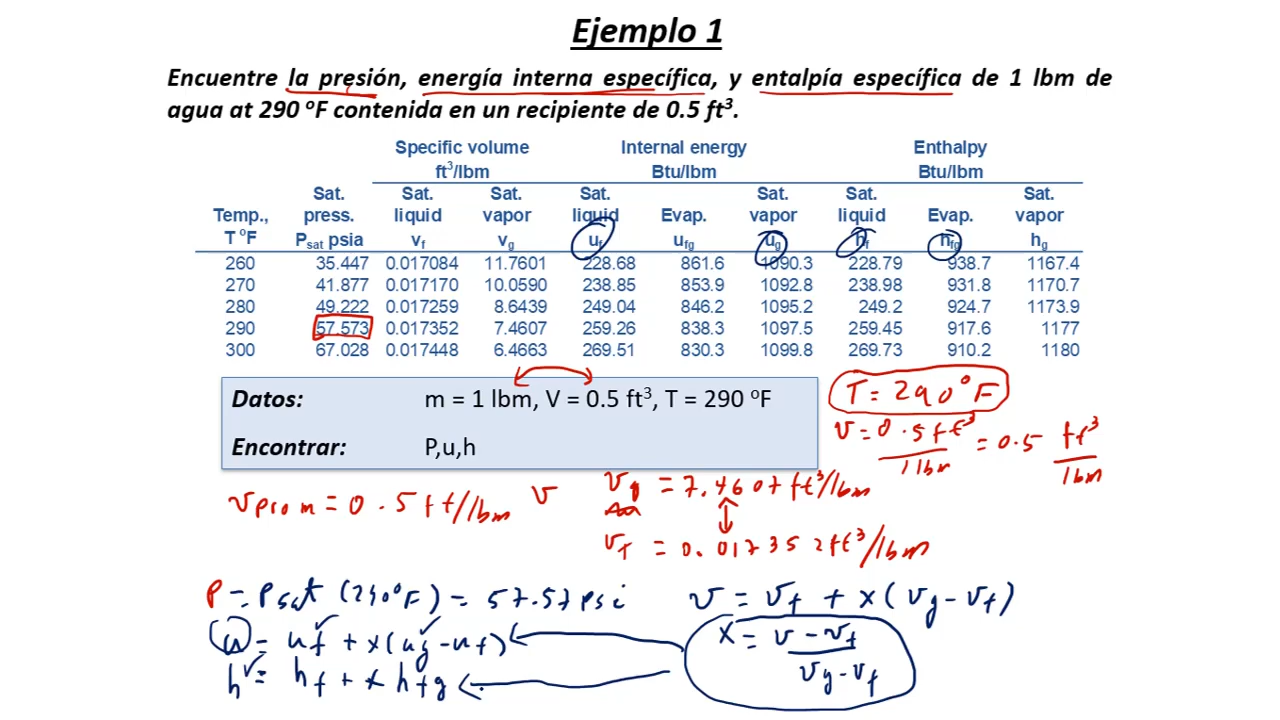 Ejemplo 1
Encuentre la presión, energía interna específica, y entalpía específica de 1 lbm de
agua at 290 ºF contenida en un recipiente de 0.5 ft³.
Specific volume Internal energy Enthalpy
ft³/lbm Btu/lbm Btu/lbm
Sat. Sat. Sat. Sat. Sat. Sat. Sat.
Temp., press. liquid vapor liquid Evap. vapor liquid Evap. vapor
T ºF Psat psia vf vg uf ufg ug hf hfg hg
260 35.447 0.017084 11.7601 228.68 861.6 1090.3 228.79 938.7 1167.4
270 41.877 0.017170 10.0590 238.85 853.9 1092.8 238.98 931.8 1170.7
280 49.222 0.017259 8.6439 249.04 846.2 1095.2 249.2 924.7 1173.9
290 57.573 0.017352 7.4607 259.26 838.3 1097.5 259.45 917.6 1177
300 67.028 0.017448 6.4663 269.51 830.3 1099.8 269.73 910.2 1180
Datos: m = 1 lbm, V = 0.5 ft³, T = 290 ºF
Encontrar: P,u,h
T = 290°F
v = 0.5 ft³ / 1 lbm = 0.5 ft³/lbm
vprom = 0.5 ft/lbm v
vg = 7.4607 ft³/lbm
vf = 0.017352 ft³/lbm
P = Psat (290°F) = 57.57 psi
v = vf + x(vg - vf)
u = uf + x(ug - uf)
x = v - vf / vg - vf
h = hf + x hfg